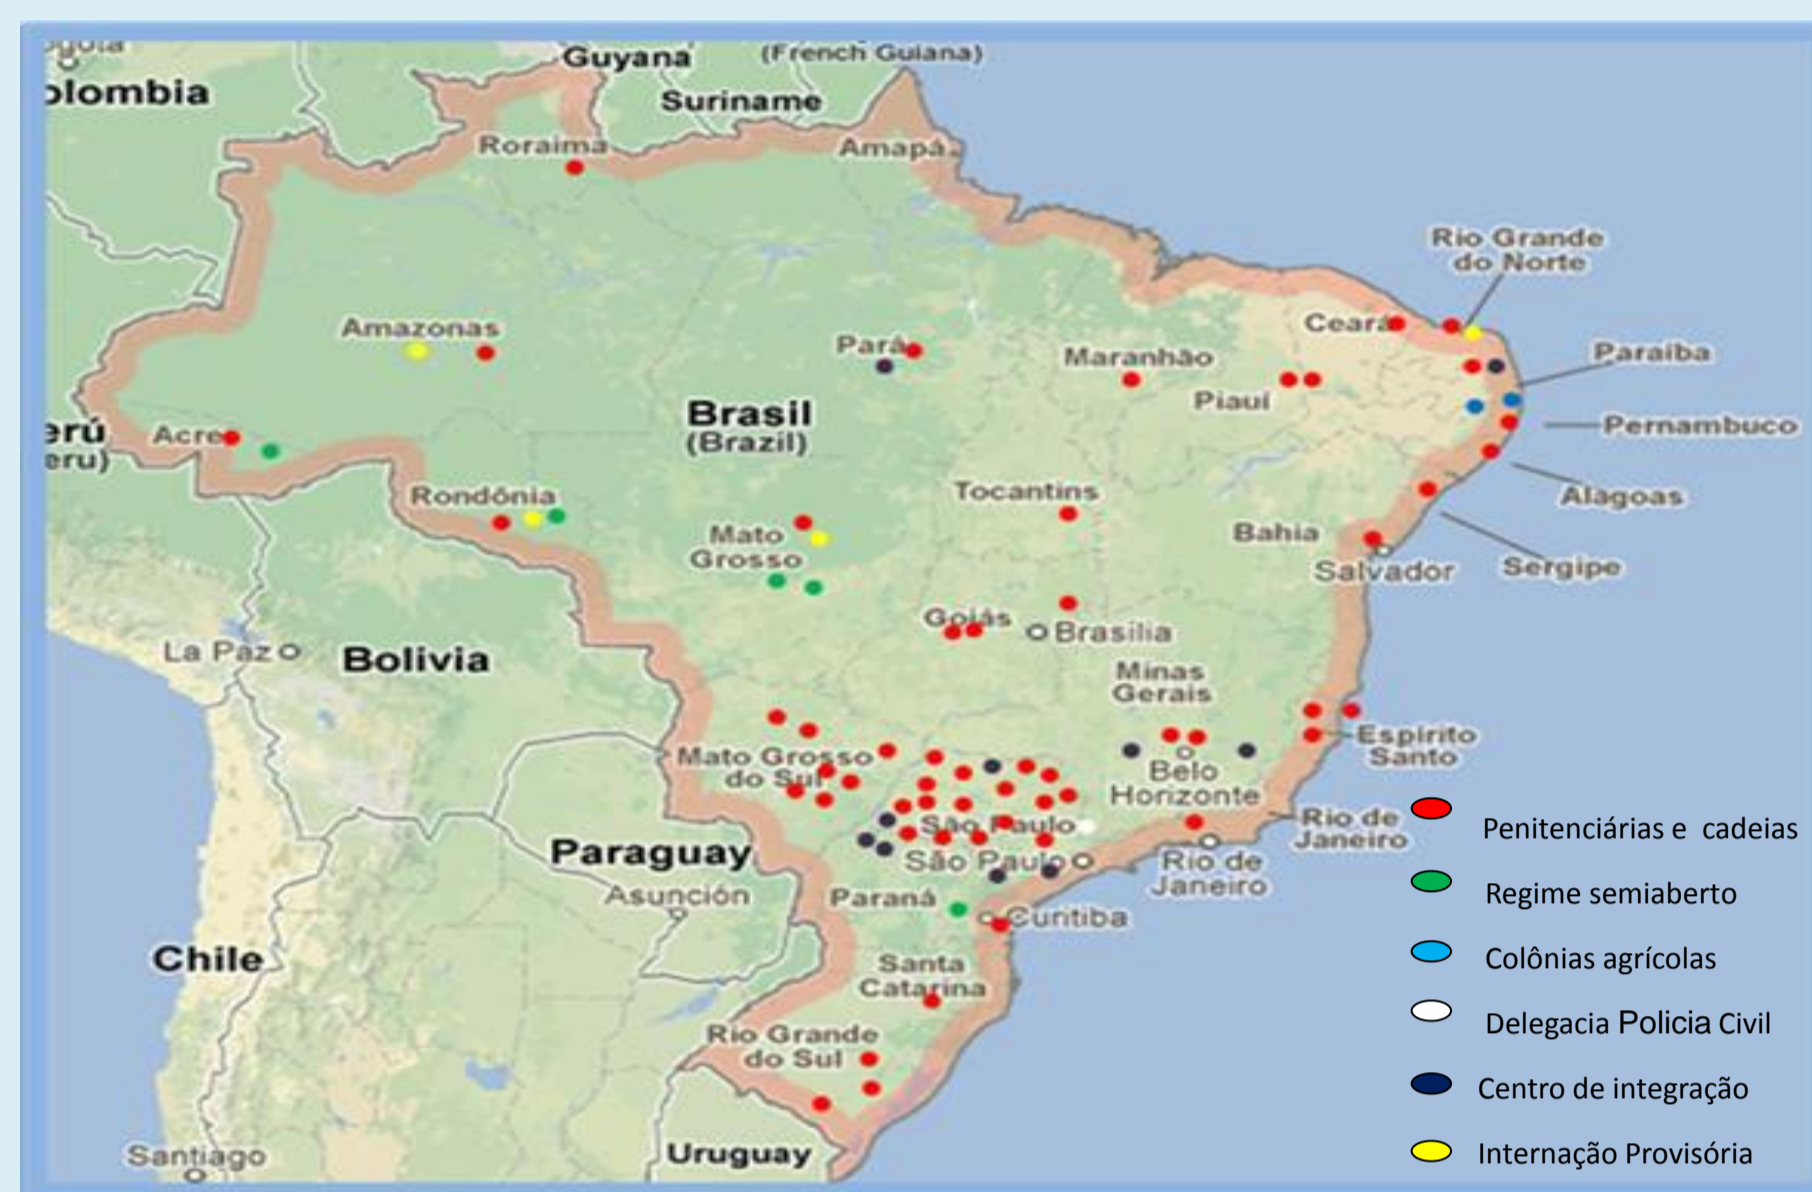 Guyana
(French Guiana)
olombia
Suriname
Roraima
Amapá
Rio Grande
do Norte
Amazonas
Ceará
Pará
Maranhão
Paraíba
Piauí
Brasil
(Brazil)
Pernambuco
erú
eru)
Acre
Rondônia
Tocantins
Alagoas
Mato
Grosso
Bahia
Salvador
Sergipe
Goiás
Brasília
La Paz
Bolivia
Minas
Gerais
Mato Grosso
do Sul
Espírito
Santo
Belo
Horizonte
São Paulo
Rio de
Janeiro
Paraguay
São Paulo
Rio de
Janeiro
Asunción
Paraná
Curitiba
Chile
Santa
Catarina
Rio Grande
do Sul
Uruguay
Santiago
Penitenciárias e cadeias
Regime semiaberto
Colônias agrícolas
Delegacia Policia Civil
Centro de integração
Internação Provisória